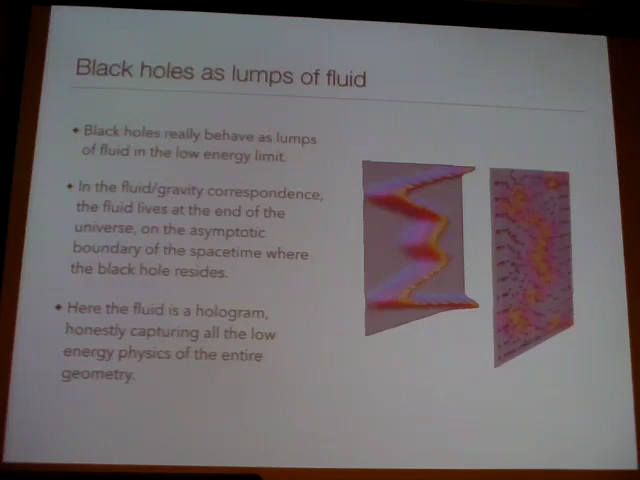 Black holes as lumps of fluid
✦ Black holes really behave as lumps
of fluid in the low energy limit.
✦ In the fluid/gravity correspondence,
the fluid lives at the end of the
universe, on the asymptotic
boundary of the spacetime where
the black hole resides.
✦ Here the fluid is a hologram,
honestly capturing all the low
energy physics of the entire
geometry.